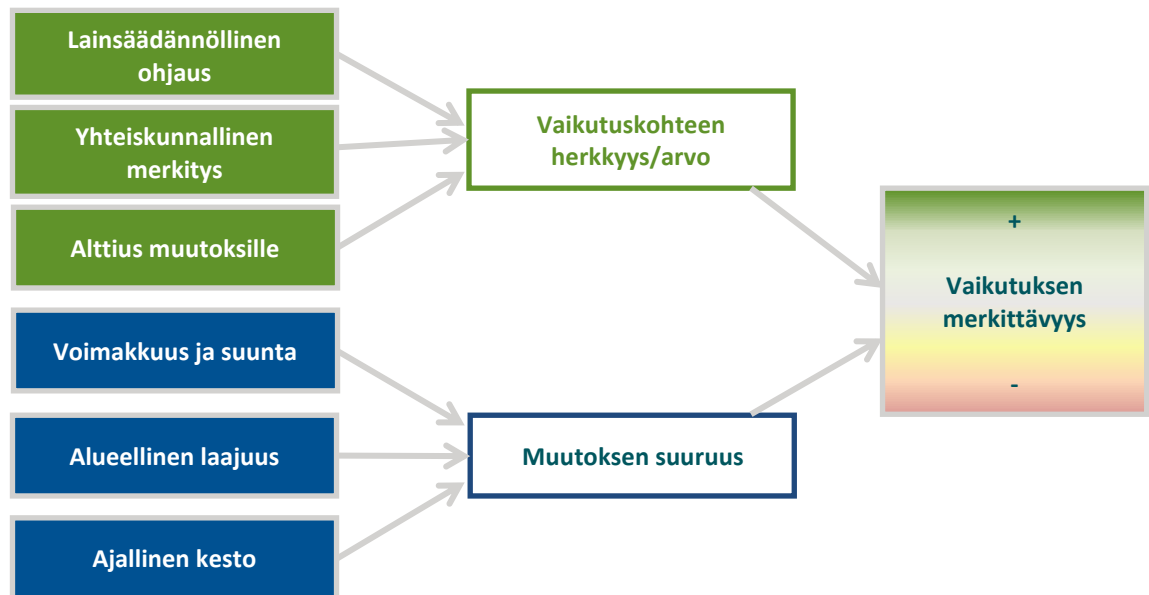 Lainsäädännöllinen
ohjaus
Yhteiskunnallinen
merkitys
Alttius muutoksille
Voimakkuus ja suunta
Alueellinen laajuus
Ajallinen kesto
Vaikutuskohteen
herkkyys/arvo
Muutoksen suuruus
+
Vaikutuksen
merkittävyys
-